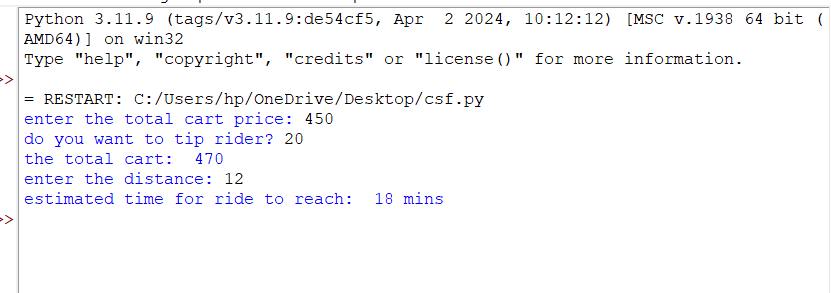 Python 3.11.9 (tags/v3.11.9:de54cf5, Apr  2 2024, 10:12:12) [MSC v.1938 64 bit (
AMD64)] on win32
Type "help", "copyright", "credits" or "license()" for more information.
>>
= RESTART: C:/Users/hp/OneDrive/Desktop/csf.py
enter the total cart price: 450
do you want to tip rider? 20
the total cart:  470
enter the distance: 12
estimated time for ride to reach:  18 mins
>>